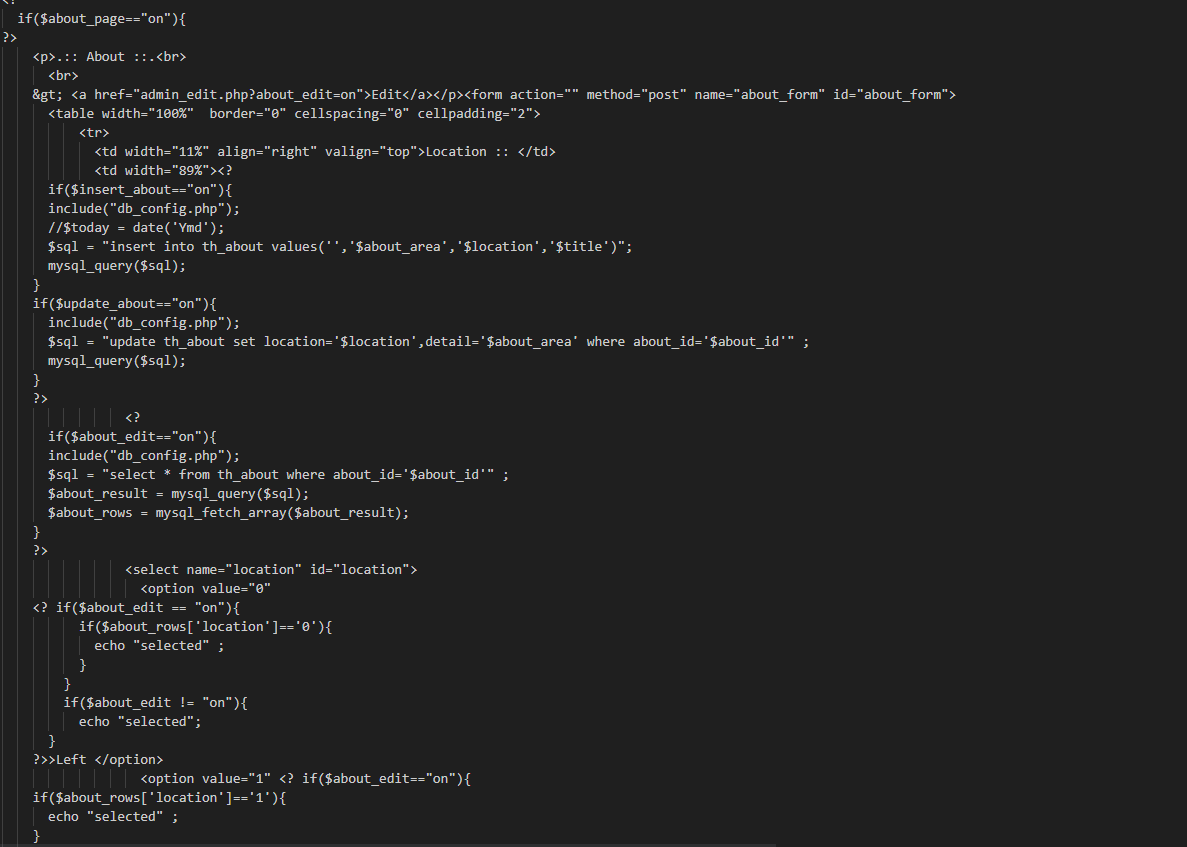 <?
if($about_page=="on"){
?>
<p>.:: About ::.<br>
<br>
&gt; <a href="admin_edit.php?about_edit=on">Edit</a></p><form action="" method="post" name="about_form" id="about_form">
<table width="100%"  border="0" cellspacing="0" cellpadding="2">
<tr>
<td width="11%" align="right" valign="top">Location :: </td>
<td width="89%"><?
if($insert_about=="on"){
include("db_config.php");
//$today = date('Ymd');
$sql = "insert into th_about values('','$about_area','$location','$title')";
mysql_query($sql);
}
if($update_about=="on"){
include("db_config.php");
$sql = "update th_about set location='$location',detail='$about_area' where about_id='$about_id'" ;
mysql_query($sql);
}
?>
<?
if($about_edit=="on"){
include("db_config.php");
$sql = "select * from th_about where about_id='$about_id'" ;
$about_result = mysql_query($sql);
$about_rows = mysql_fetch_array($about_result);
}
?>
<select name="location" id="location">
<option value="0"
<? if($about_edit == "on"){
if($about_rows['location']=='0'){
echo "selected" ;
}
}
if($about_edit != "on"){
echo "selected";
}
?>>Left </option>
<option value="1" <? if($about_edit=="on"){
if($about_rows['location']=='1'){
echo "selected" ;
}